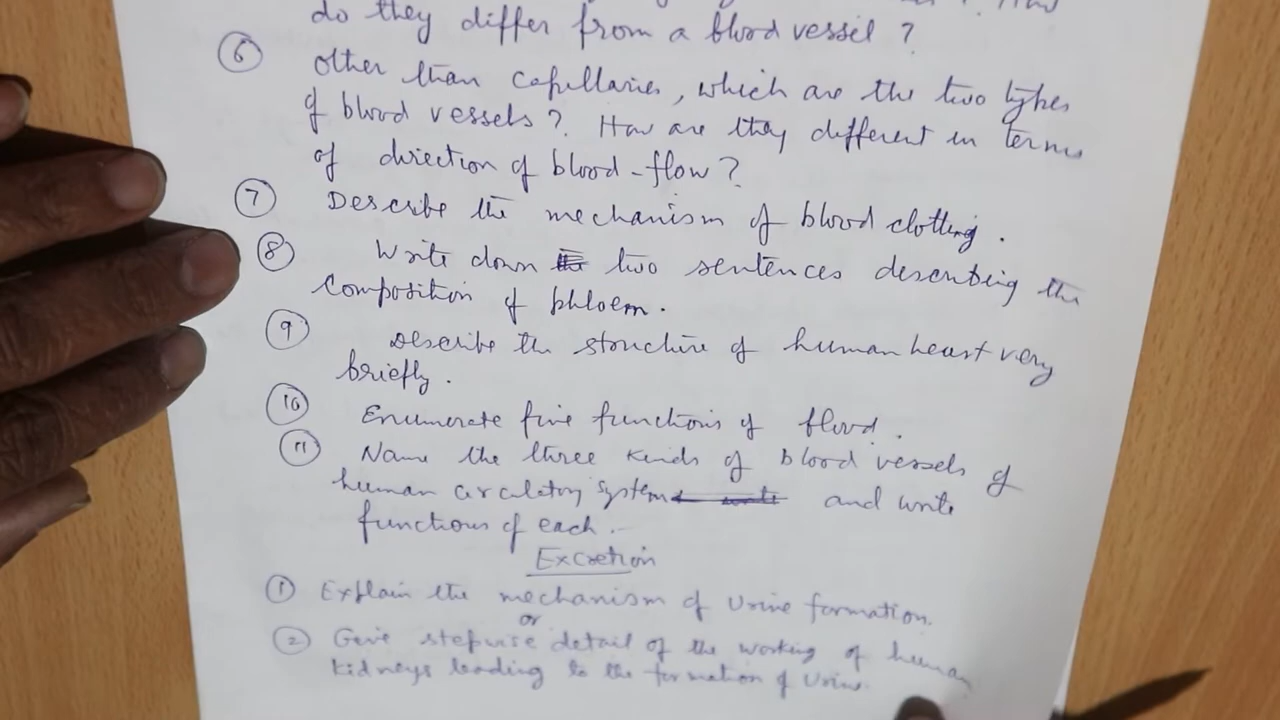 do they differ from a blood vessel ?
⑥ Other than capillaries, which are the two types
of blood vessels ? How are they different in terms
of direction of blood-flow ?
⑦ Describe the mechanism of blood clotting .
⑧ Write down two sentences describing the
composition of phloem .
⑨ Describe the structure of human heart very
briefly .
⑩ Enumerate five functions of blood .
⑪ Name the three kinds of blood vessels of
human circulatory system and write
functions of each .
Excretion
① Explain the mechanism of urine formation.
or
② Give stepwise detail of the working of human
kidneys leading to the formation of urine.